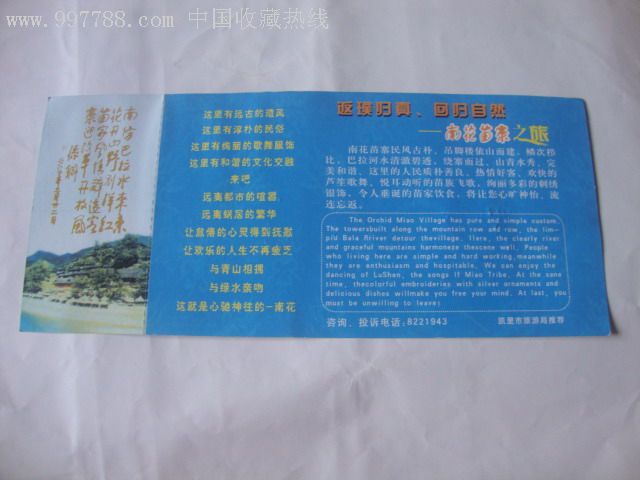 www.997788.com 中国收藏热线
这里有远古的遗风
这里有淳朴的民俗
这里有绚丽的歌舞服饰
这里有和谐的文化交融
来吧
远离都市的喧嚣
远离蜗居的繁华
让怠倦的心灵得到抚慰
让欢乐的人生不再疲乏
与青山相拥
与绿水亲吻
这就是心驰神往的—南花
返璞归真、回归自然
—南花苗寨之旅
南花苗寨民风古朴、吊脚楼依山而建、鳞次栉
比、巴拉河水清澈碧透,绕寨而过、山青水秀、完
美和谐、这里的人民质朴善良、热情好客、欢快的
芦笙歌舞、悦耳动听的苗族飞歌、绚丽多彩的刺绣
银饰、令人垂涎的苗家饮食、将让您心旷神怡、流
连忘返。
The Orchid Miao Village has pure and simple custom.
The towersbuilt along the mountain row and row, the lim-
piu Bala Rriver detour thevillage. Ilere, the clearly river
and graceful mountains harmonese thescene well, People
who living here are simple and hard working,meanwhile
they are enthusiasm and hospitable. We can enjoy the
dancing of LuShen, the songs If Miao Tribe. At the sane
time, thecolorful embroideries with silver ornaments and
delicious dishes willmake you free your mind. At last, you
must be unwilling to leave!
咨询、投诉电话:8221943
凯里市旅游局推荐